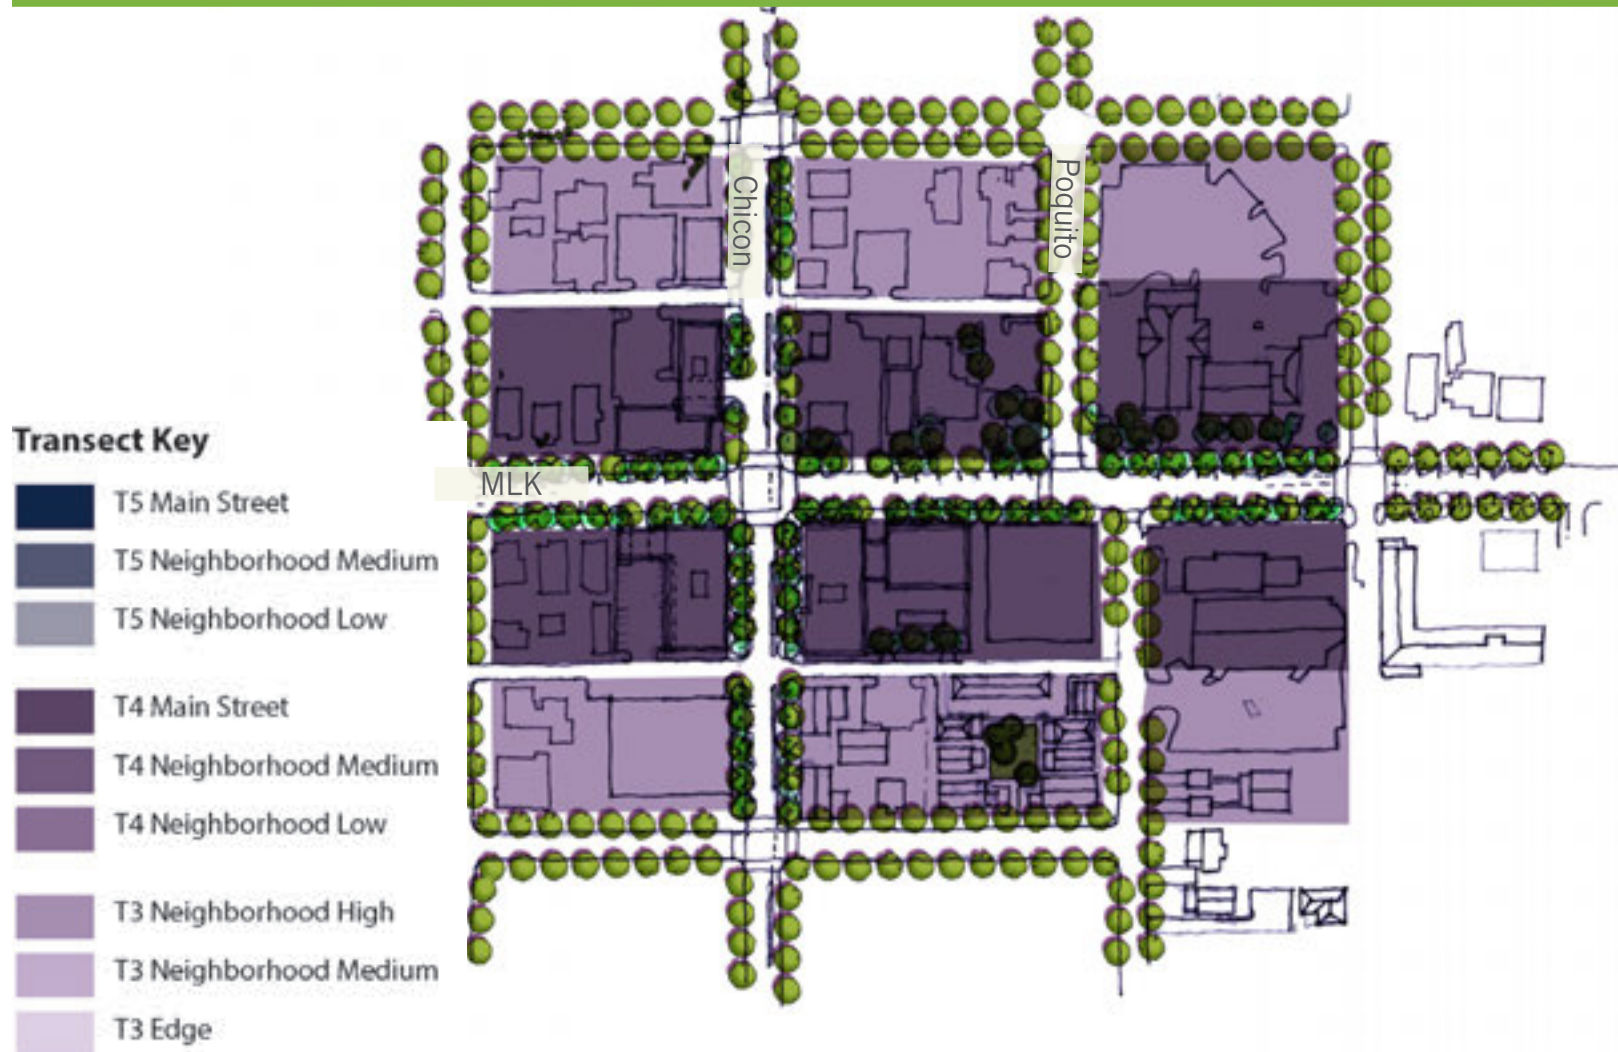 Chicon
Poquito
MLK
Transect Key
T5 Main Street
T5 Neighborhood Medium
T5 Neighborhood Low
T4 Main Street
T4 Neighborhood Medium
T4 Neighborhood Low
T3 Neighborhood High
T3 Neighborhood Medium
T3 Edge